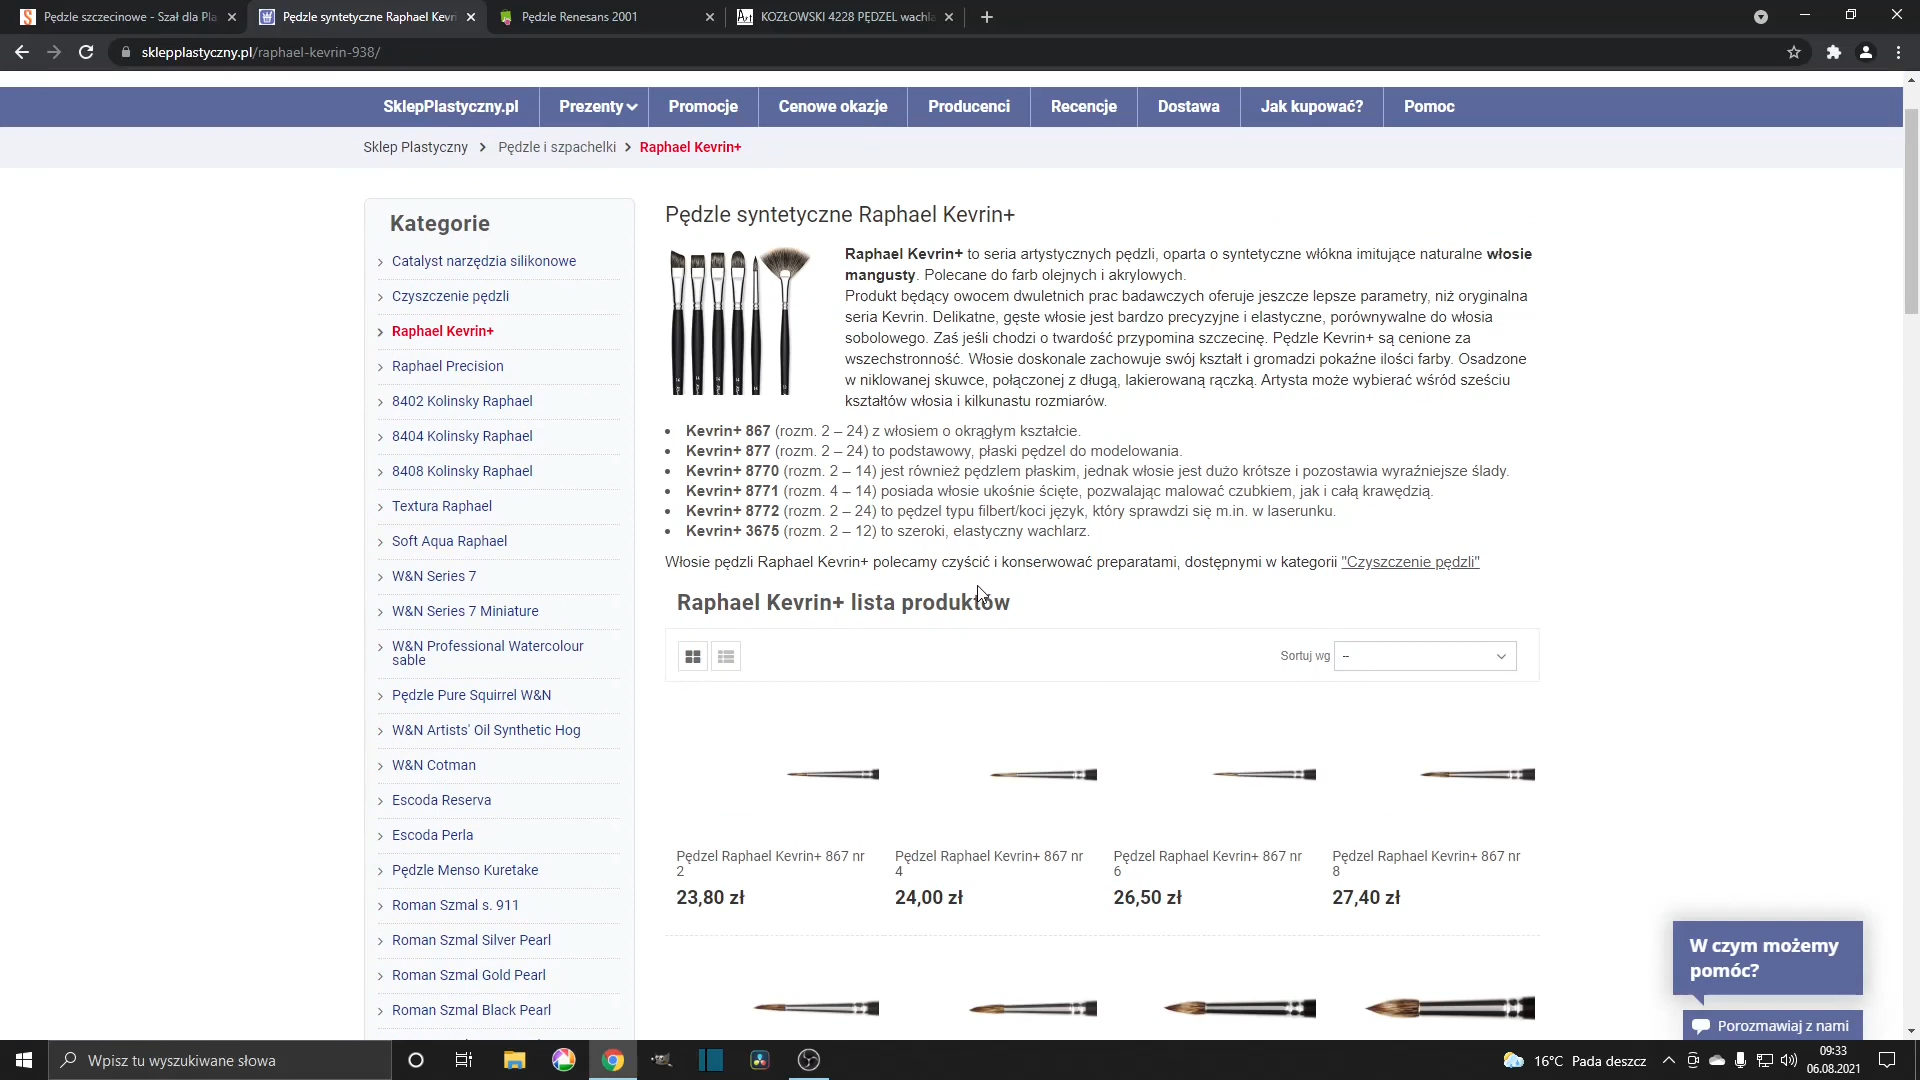 Pędzle szczecinowe - Szał dla Pla
Pędzle syntetyczne Raphael Kevr
Pędzle Renesans 2001
KOZŁOWSKI 4228 PĘDZEL wachla
sklepplastyczny.pl/raphael-kevrin-938/
SklepPlastyczny.pl
Prezenty
Promocje
Cenowe okazje
Producenci
Recencje
Dostawa
Jak kupować?
Pomoc
Sklep Plastyczny > Pędzle i szpachelki > Raphael Kevrin+
Kategorie
Catalyst narzędzia silikonowe
Czyszczenie pędzli
Raphael Kevrin+
Raphael Precision
8402 Kolinsky Raphael
8404 Kolinsky Raphael
8408 Kolinsky Raphael
Textura Raphael
Soft Aqua Raphael
W&N Series 7
W&N Series 7 Miniature
W&N Professional Watercolour
sable
Pędzle Pure Squirrel W&N
W&N Artists' Oil Synthetic Hog
W&N Cotman
Escoda Reserva
Escoda Perla
Pędzle Menso Kuretake
Roman Szmal s. 911
Roman Szmal Silver Pearl
Roman Szmal Gold Pearl
Roman Szmal Black Pearl
Pędzle syntetyczne Raphael Kevrin+
Raphael Kevrin+ to seria artystycznych pędzli, oparta o syntetyczne włókna imitujące naturalne włosie
mangusty. Polecane do farb olejnych i akrylowych.
Produkt będący owocem dwuletnich prac badawczych oferuje jeszcze lepsze parametry, niż oryginalna
seria Kevrin. Delikatne, gęste włosie jest bardzo precyzyjne i elastyczne, porównywalne do włosia
sobolowego. Zaś jeśli chodzi o twardość przypomina szczecinę. Pędzle Kevrin+ są cenione za
wszechstronność. Włosie doskonale zachowuje swój kształt i gromadzi pokaźne ilości farby. Osadzone
w niklowanej skuwce, połączonej z długą, lakierowaną rączką. Artysta może wybierać wśród sześciu
kształtów włosia i kilkunastu rozmiarów.
• Kevrin+ 867 (rozm. 2 – 24) z włosiem o okrągłym kształcie.
• Kevrin+ 877 (rozm. 2 – 24) to podstawowy, płaski pędzel do modelowania.
• Kevrin+ 8770 (rozm. 2 – 14) jest również pędzlem płaskim, jednak włosie jest dużo krótsze i pozostawia wyraźniejsze ślady.
• Kevrin+ 8771 (rozm. 4 – 14) posiada włosie ukośnie ścięte, pozwalając malować czubkiem, jak i całą krawędzią.
• Kevrin+ 8772 (rozm. 2 – 24) to pędzel typu filbert/koci język, który sprawdzi się m.in. w laserunku.
• Kevrin+ 3675 (rozm. 2 – 12) to szeroki, elastyczny wachlarz.
Włosie pędzli Raphael Kevrin+ polecamy czyścić i konserwować preparatami, dostępnymi w kategorii "Czyszczenie pędzli"
Raphael Kevrin+ lista produktów
Sortuj wg --
Pędzel Raphael Kevrin+ 867 nr
2
23,80 zł
Pędzel Raphael Kevrin+ 867 nr
4
24,00 zł
Pędzel Raphael Kevrin+ 867 nr
6
26,50 zł
Pędzel Raphael Kevrin+ 867 nr
8
27,40 zł
W czym możemy
pomóc?
Porozmawiaj z nami
Wpisz tu wyszukiwane słowa
16°C Pada deszcz
09:33
06.08.2021